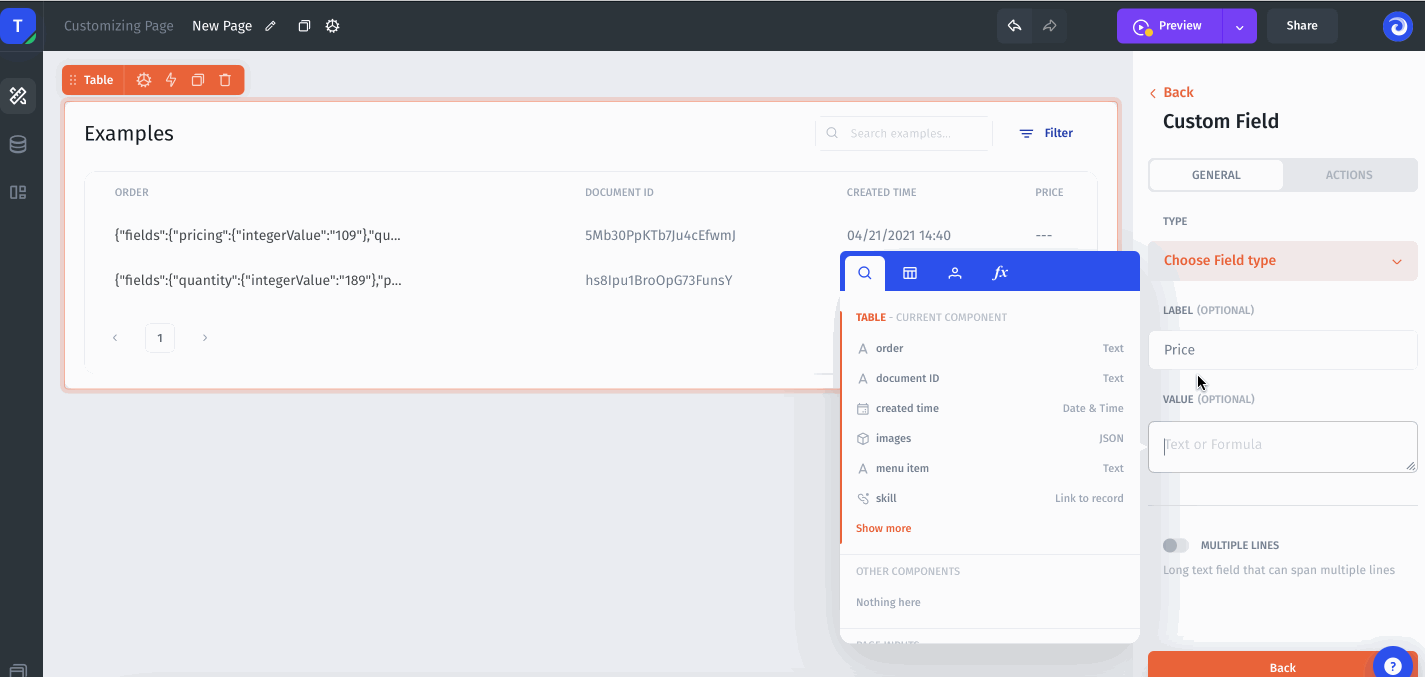 T
Customizing Page
New Page
Preview
Share
Table
Examples
Search examples...
Filter
ORDER DOCUMENT ID CREATED TIME PRICE
{"fields":{"pricing":{"integerValue":"109"},"qu... 5Mb30PpKTb7Ju4cEfwmJ 04/21/2021 14:40 ---
{"fields":{"quantity":{"integerValue":"189"},"p... hs8Ipu1BroOpG73FunsY
1
fx
TABLE - CURRENT COMPONENT
order Text
document ID Text
created time Date & Time
images JSON
menu item Text
skill Link to record
Show more
OTHER COMPONENTS
Nothing here
PAGE INPUTS
Back
Custom Field
GENERAL ACTIONS
TYPE
Choose Field type
LABEL (OPTIONAL)
Price
VALUE (OPTIONAL)
Text or Formula
MULTIPLE LINES
Long text field that can span multiple lines
Back
?